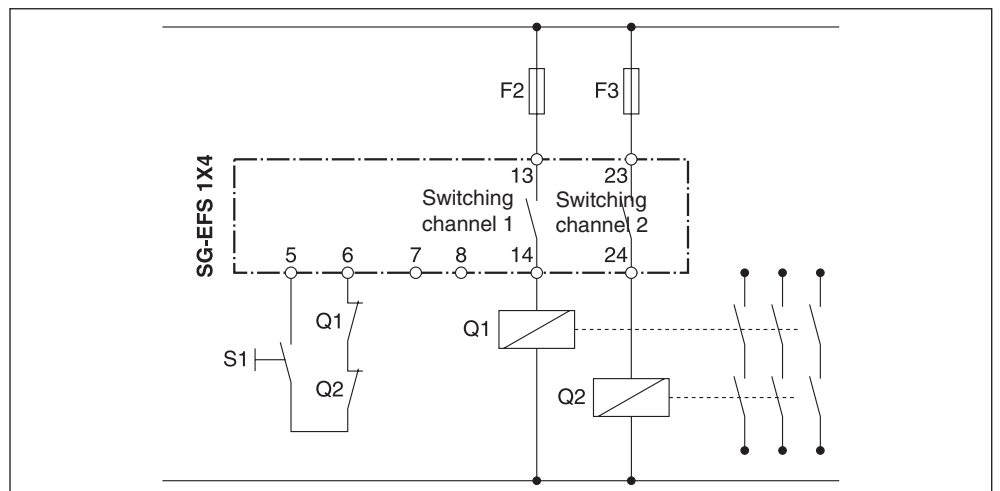 F2
F3
SG-EFS 1X4
13
23
Switching
channel 1
Switching
channel 2
5
6
7
8
14
24
Q1
Q1
S1
Q2
Q2